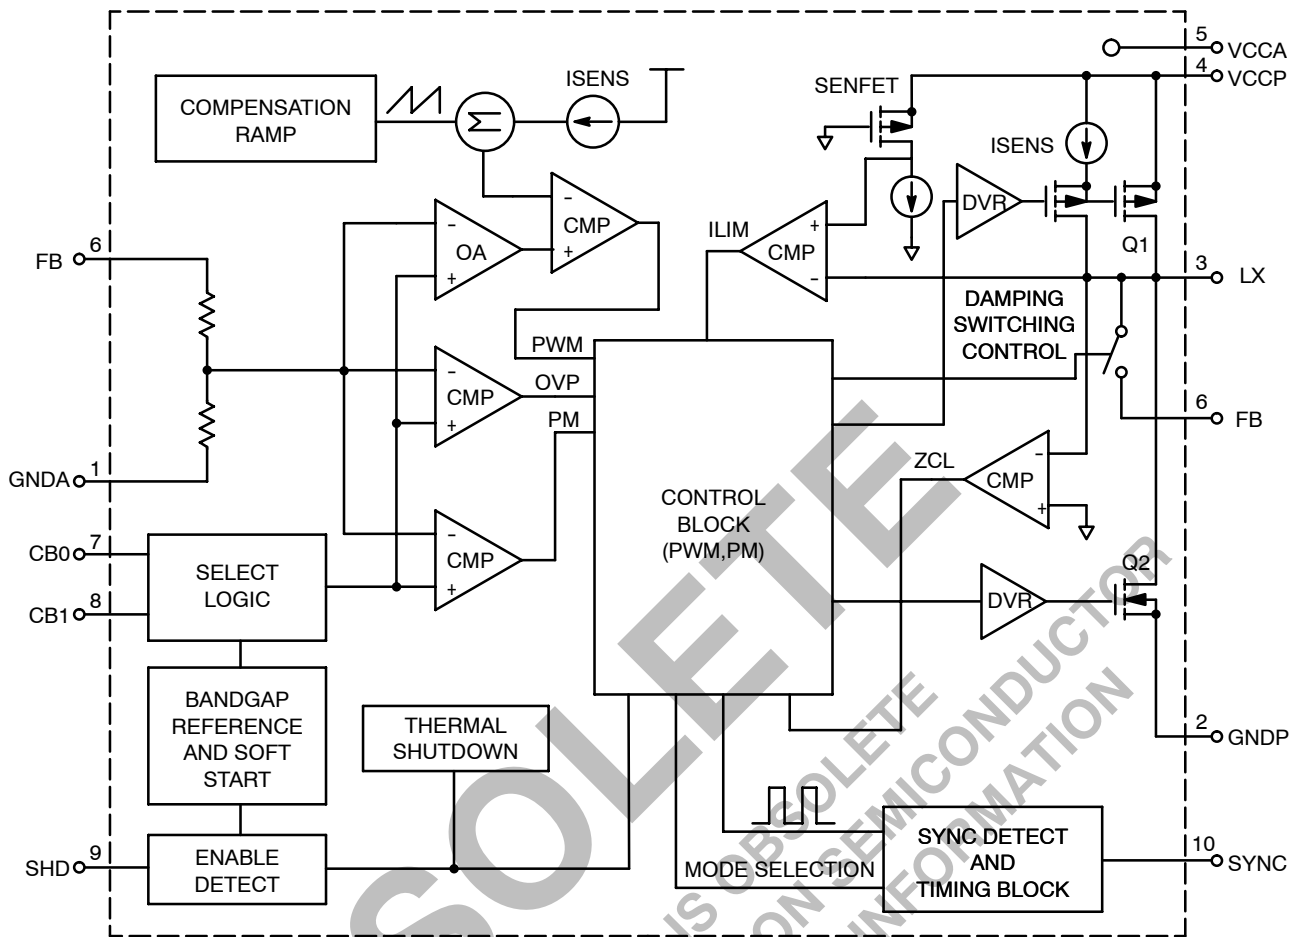 5
VCCA
4
VCCP
COMPENSATION
RAMP
Σ
ISENS
SENFET
ISENS
DVR
Q1
-
CMP
+
-
OA
+
ILIM
+
CMP
-
6
FB
3
LX
DAMPING
SWITCHING
CONTROL
PWM
OVP
PM
-
CMP
+
6
FB
GNDA
1
ZCL
-
CMP
+
CONTROL
BLOCK
(PWM,PM)
CB0
7
CB1
8
SELECT
LOGIC
-
CMP
+
DVR
Q2
BANDGAP
REFERENCE
AND SOFT
START
THERMAL
SHUTDOWN
2
GNDP
SHD
9
ENABLE
DETECT
MODE SELECTION
SYNC DETECT
AND
TIMING BLOCK
10
SYNC
SOLETE
IS OBSOLETE
ON SEMICONDUCTOR
INFORMATION